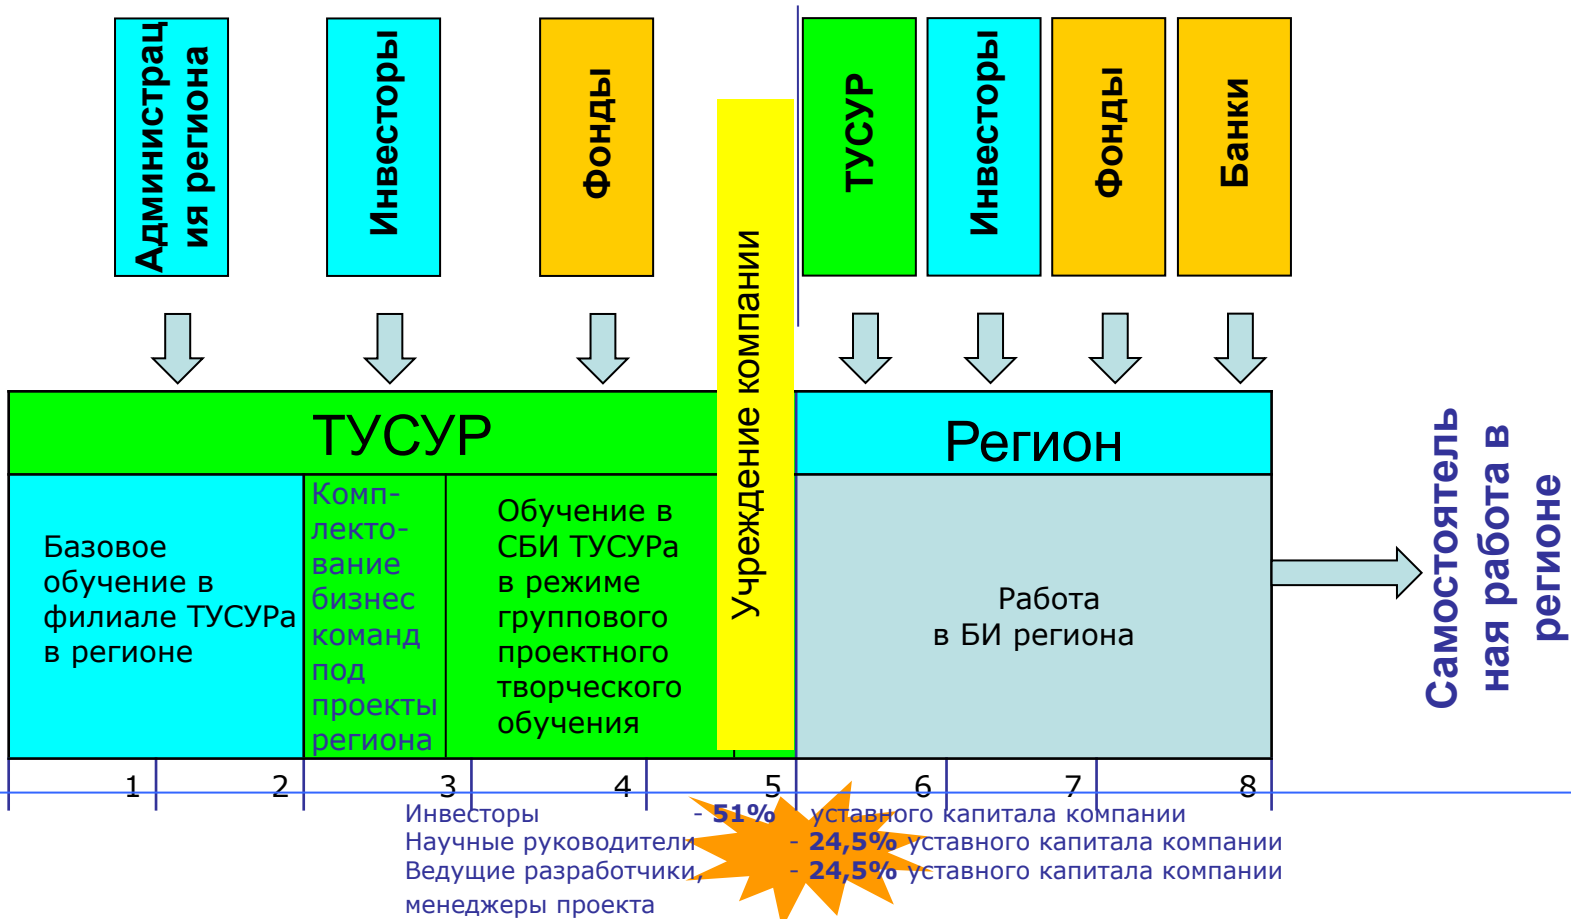 Администрац
ия региона
Инвесторы
Фонды
Учреждение компании
ТУСУР
Инвесторы
Фонды
Банки
ТУСУР
Регион
Базовое
обучение в
филиале ТУСУРа
в регионе
Комп-
лекто-
вание
бизнес
команд
под
проекты
региона
Обучение в
СБИ ТУСУРа
в режиме
группового
проектного
творческого
обучения
Работа
в БИ региона
Самостоятель
ная работа в
регионе
1 2 3 4 5 6 7 8
Инвесторы - 51% уставного капитала компании
Научные руководители - 24,5% уставного капитала компании
Ведущие разработчики, - 24,5% уставного капитала компании
менеджеры проекта